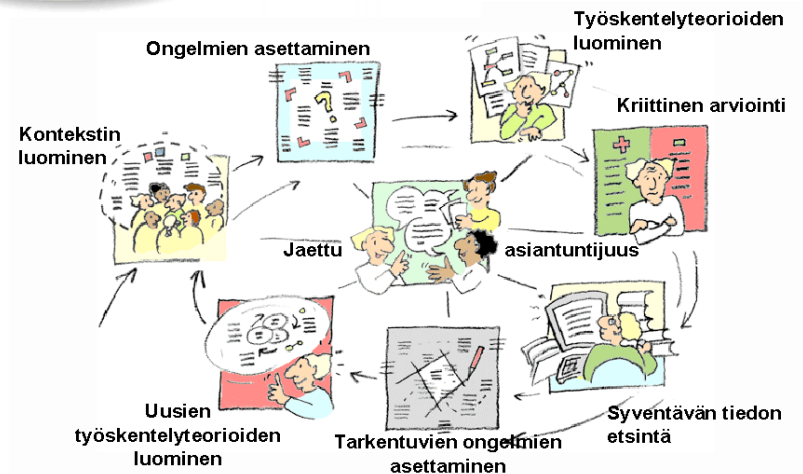 Ongelmien asettaminen
Työskentelyteorioiden
luominen
Kriittinen arviointi
Kontekstin
luominen
Jaettu asiantuntijuus
Uusien
työskentelyteorioiden
luominen
Tarkentuvien ongelmien
asettaminen
Syventävän tiedon
etsintä